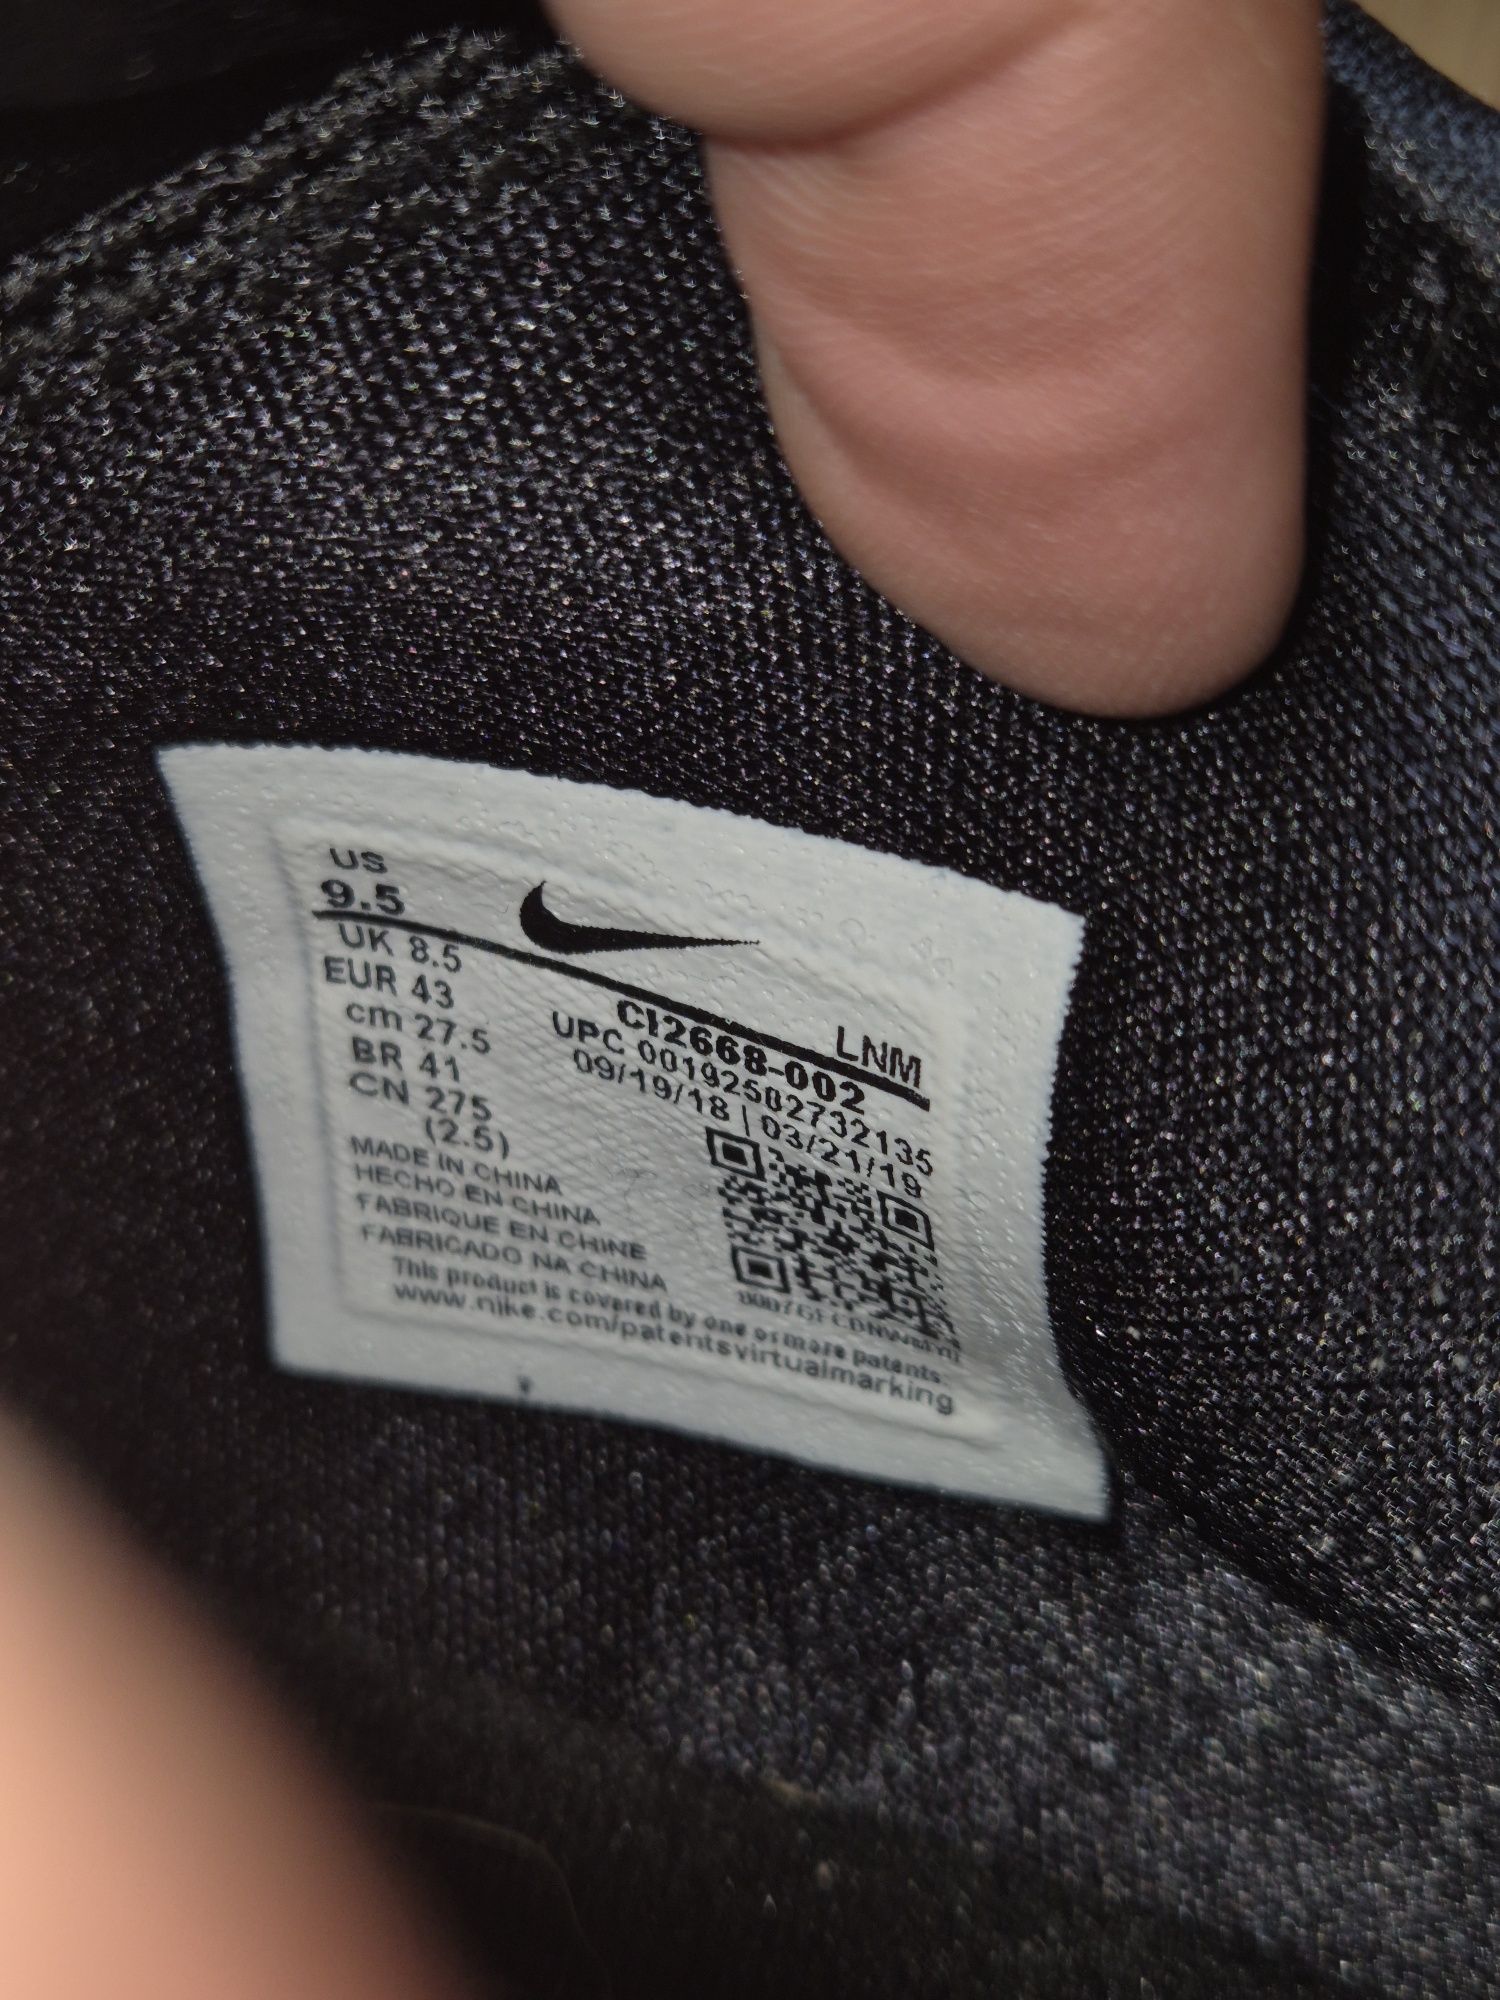 US
9.5
LNM
UK 8.5
EUR 43
cm 27.5
BR 41
CN 275
(2.5)
CI2668-002
UPC 00192502732135
09/19/18 | 03/21/19
MADE IN CHINA
HECHO EN CHINA
FABRIQUE EN CHINE
FABRICADO NA CHINA
This product is covered by one or more patents:
www.nike.com/patentsvirtualmarking